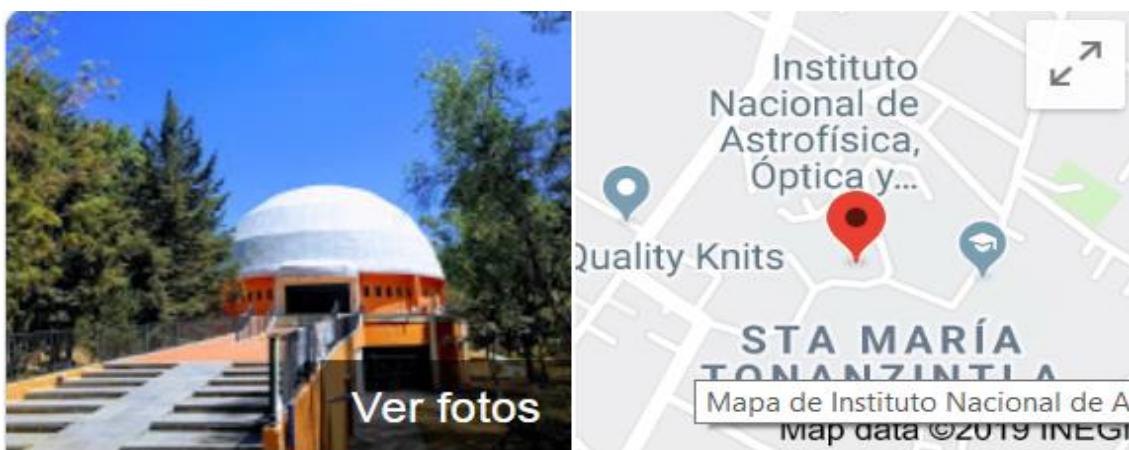 Ver fotos
Instituto
Nacional de
Astrofísica,
Óptica y...
Quality Knits
STA MARÍA
TONANZINTLA
Mapa de Instituto Nacional de A
Map data ©2019 INEGI